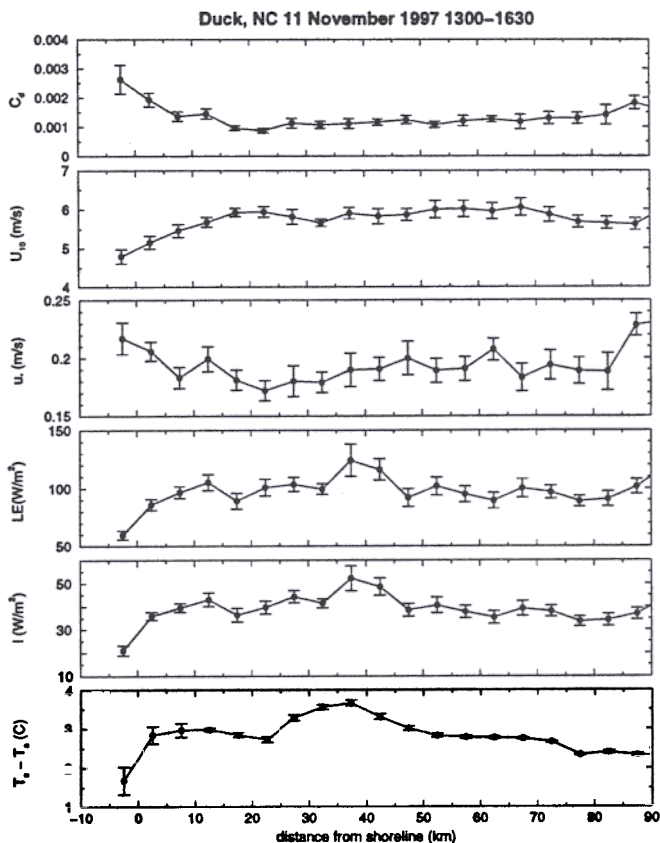 Duck, NC 11 November 1997 1300–1630
0.004
0.003
0.002
0.001
0
C_d
7
6
5
4
U_10 (m/s)
0.25
0.2
0.15
u* (m/s)
150
100
50
LE(W/m²)
50
30
10
I (W/m²)
4
3
2
1
T_s – T_a (C)
–10 0 10 20 30 40 50 60 70 80 90
distance from shoreline (km)